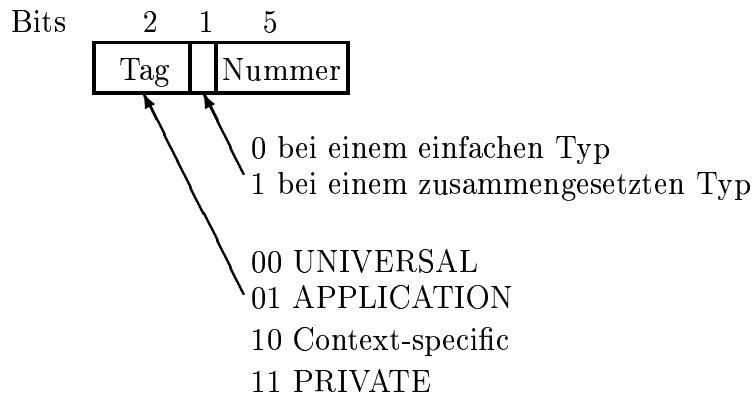 Bits 2 1 5
Tag Nummer
0 bei einem einfachen Typ
1 bei einem zusammengesetzten Typ
00 UNIVERSAL
01 APPLICATION
10 Context-specific
11 PRIVATE